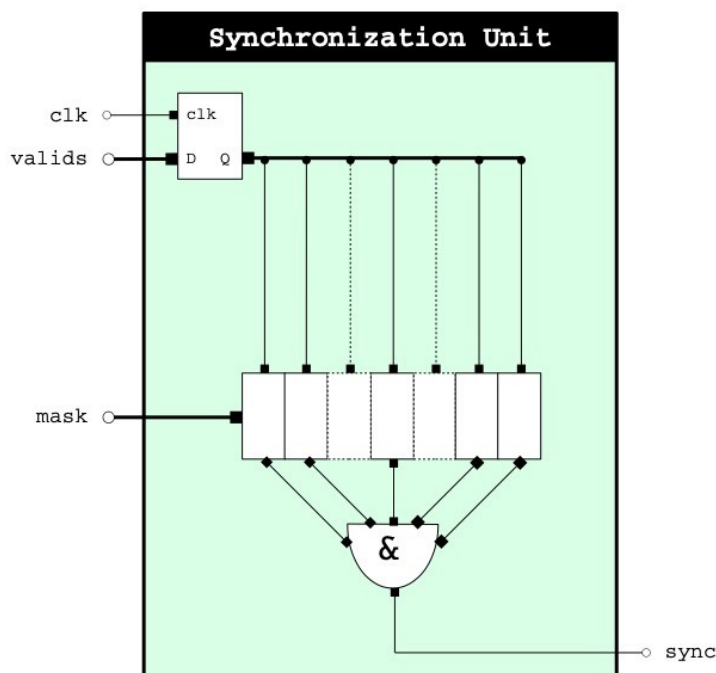 Synchronization Unit
clk
clk
valids
D
Q
mask
&
sync